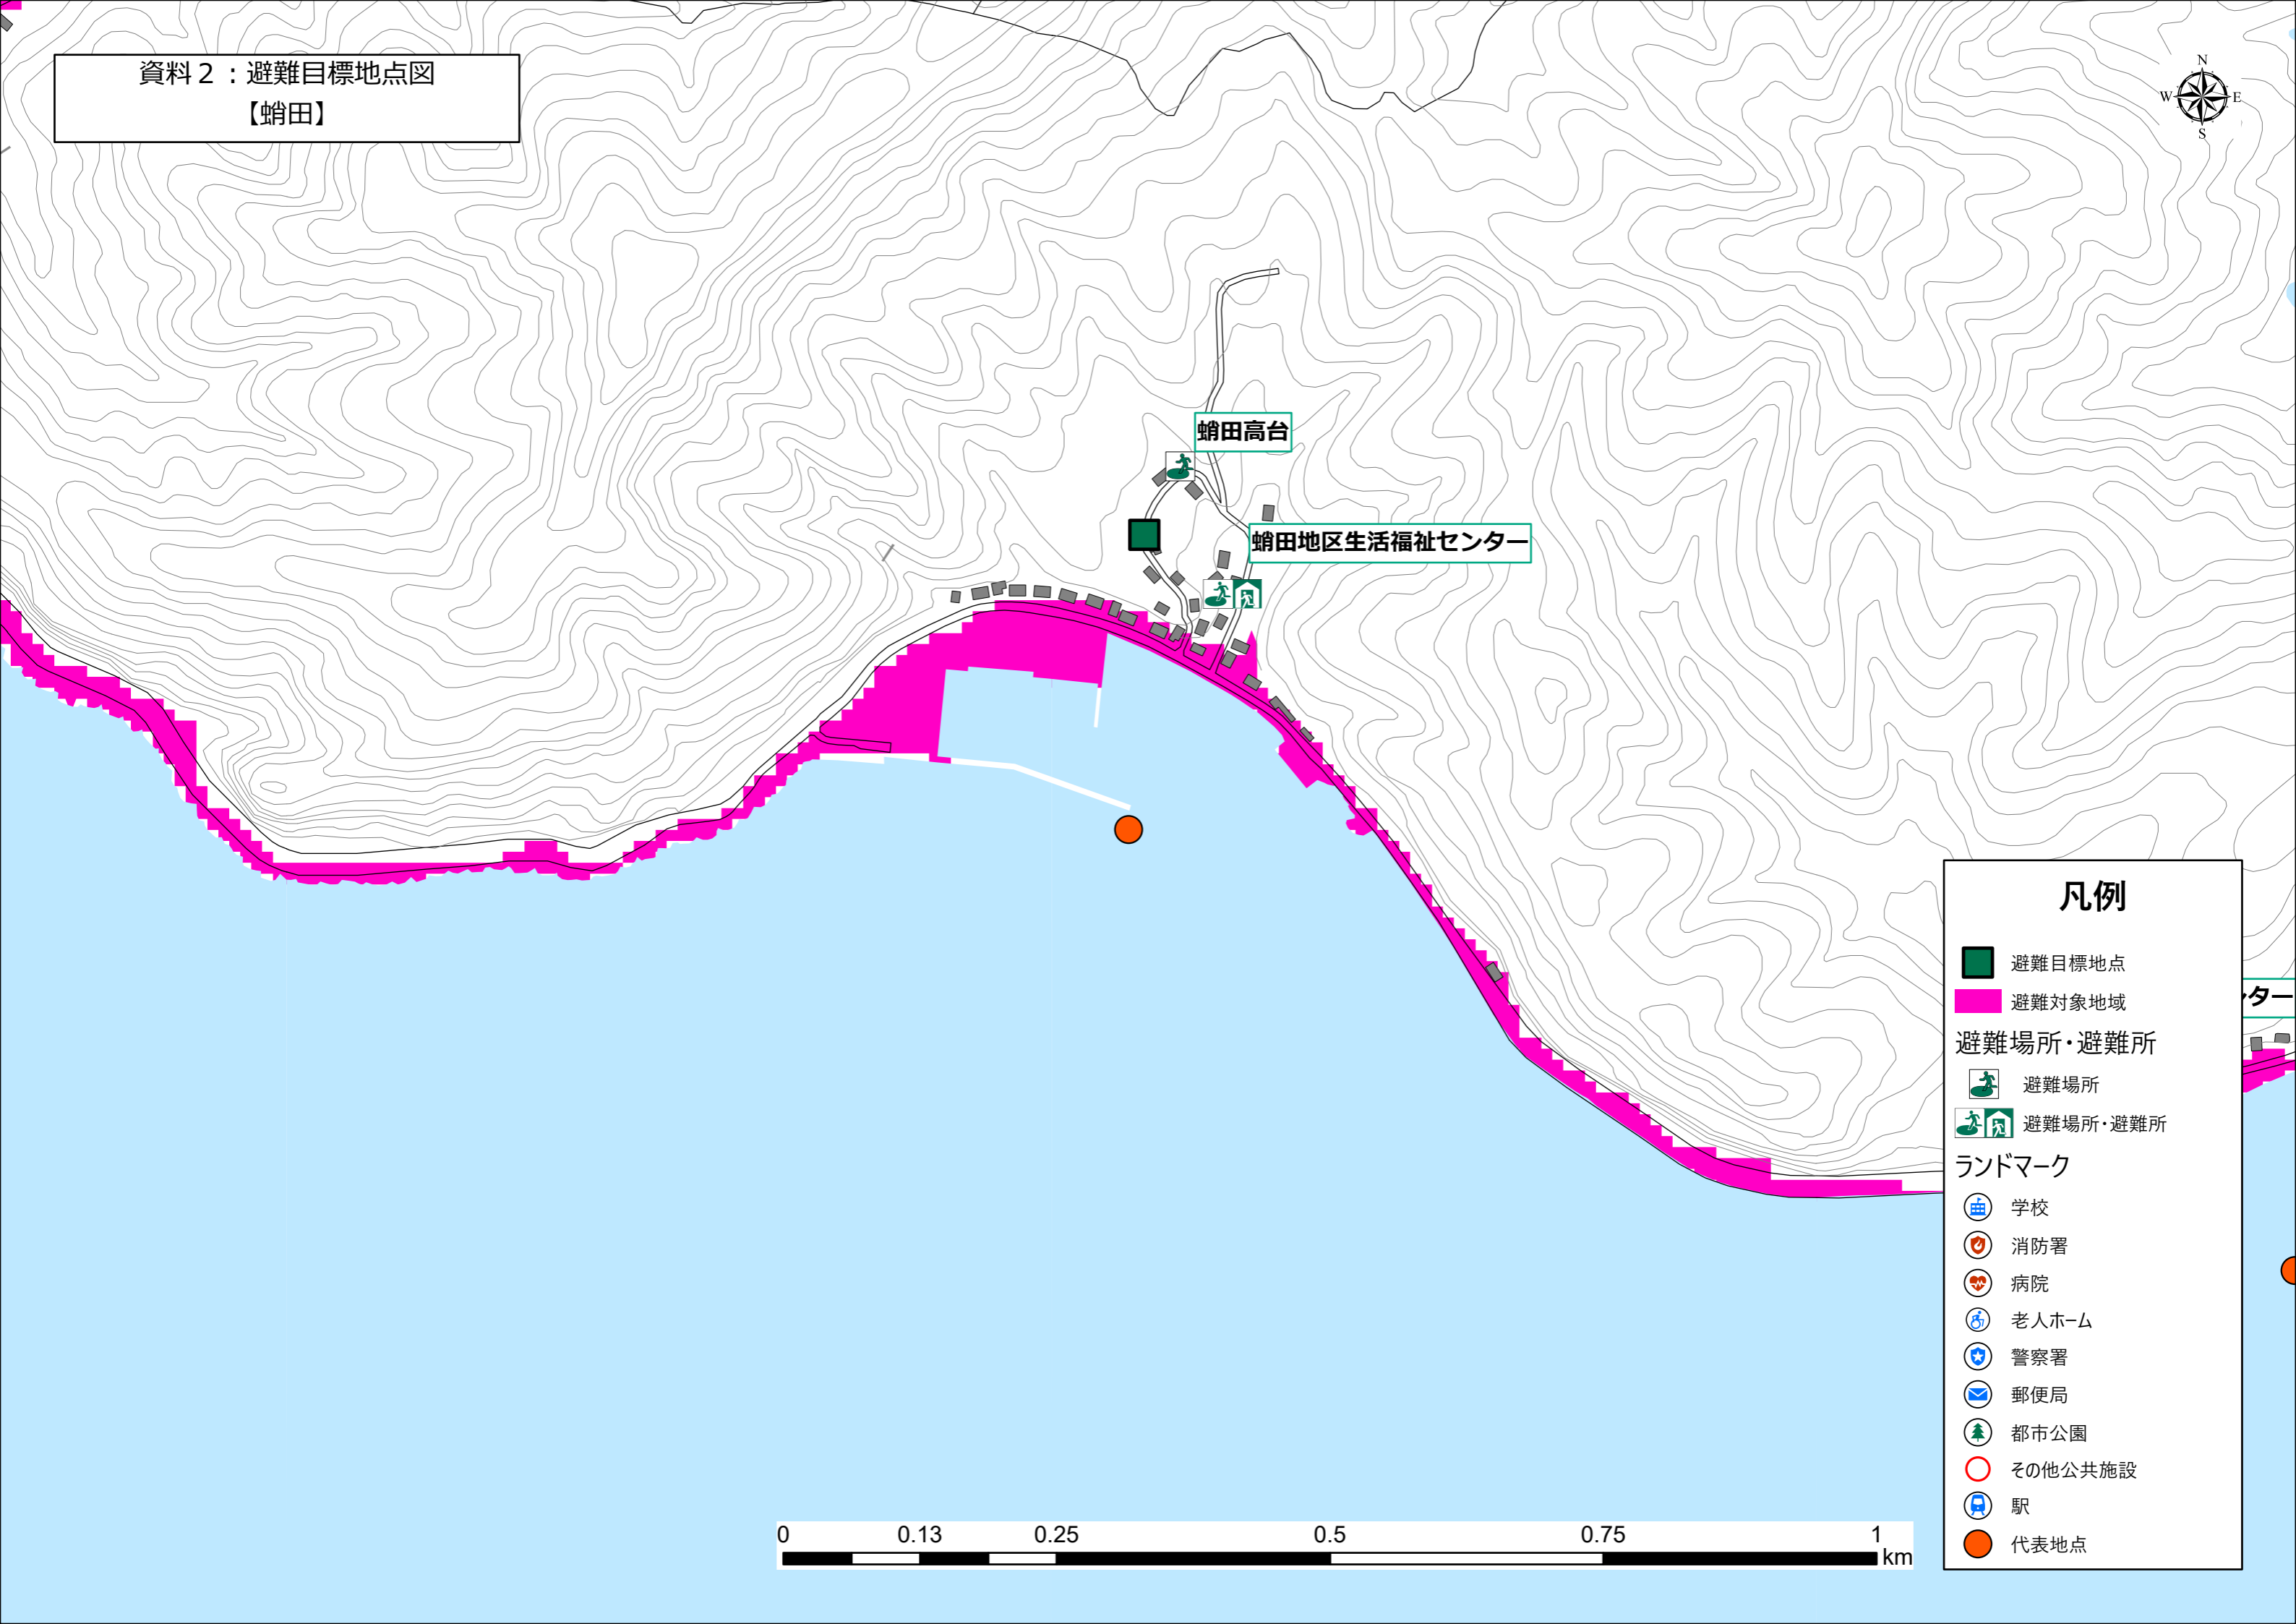 資料２：避難目標地点図
【蛸田】
N
W E
S
蛸田高台
蛸田地区生活福祉センター
凡例
避難目標地点
避難対象地域
避難場所・避難所
避難場所
避難場所・避難所
ランドマーク
学校
消防署
病院
老人ホーム
警察署
郵便局
都市公園
その他公共施設
駅
代表地点
ター
0 0.13 0.25 0.5 0.75 1
km